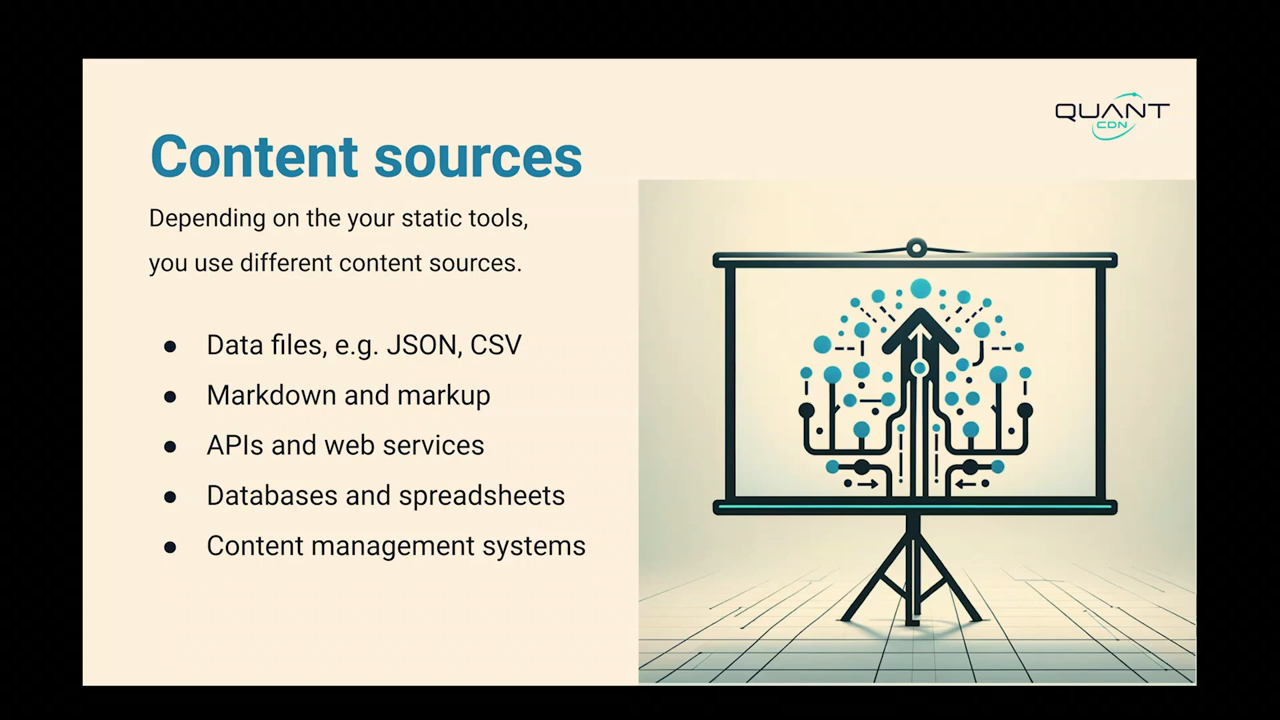 QUANT
CDN
Content sources
Depending on the your static tools,
you use different content sources.
● Data files, e.g. JSON, CSV
● Markdown and markup
● APIs and web services
● Databases and spreadsheets
● Content management systems